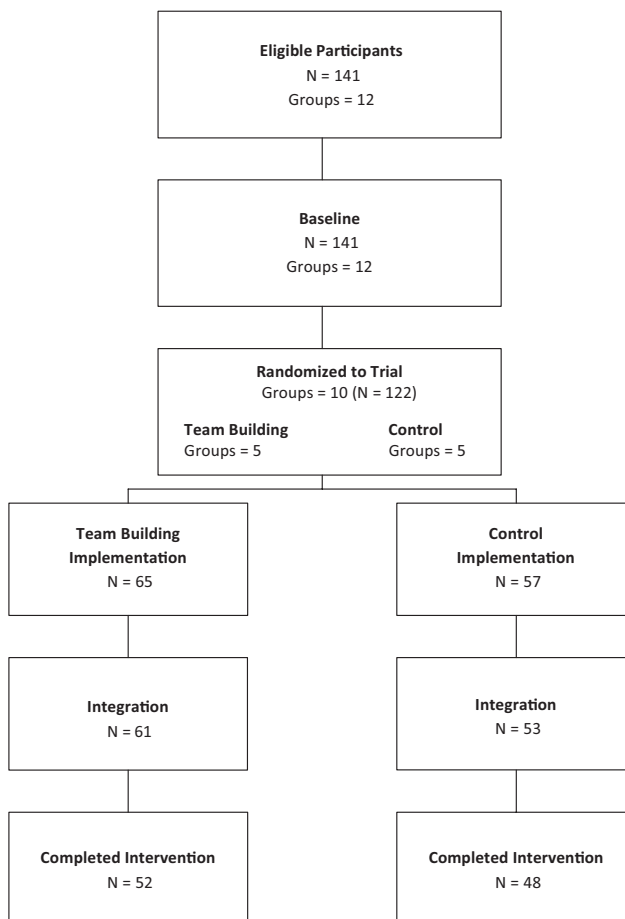 Eligible Participants
N = 141
Groups = 12
Baseline
N = 141
Groups = 12
Randomized to Trial
Groups = 10 (N = 122)
Team Building
Groups = 5
Control
Groups = 5
Team Building
Implementation
N = 65
Control
Implementation
N = 57
Integration
N = 61
Integration
N = 53
Completed Intervention
N = 52
Completed Intervention
N = 48